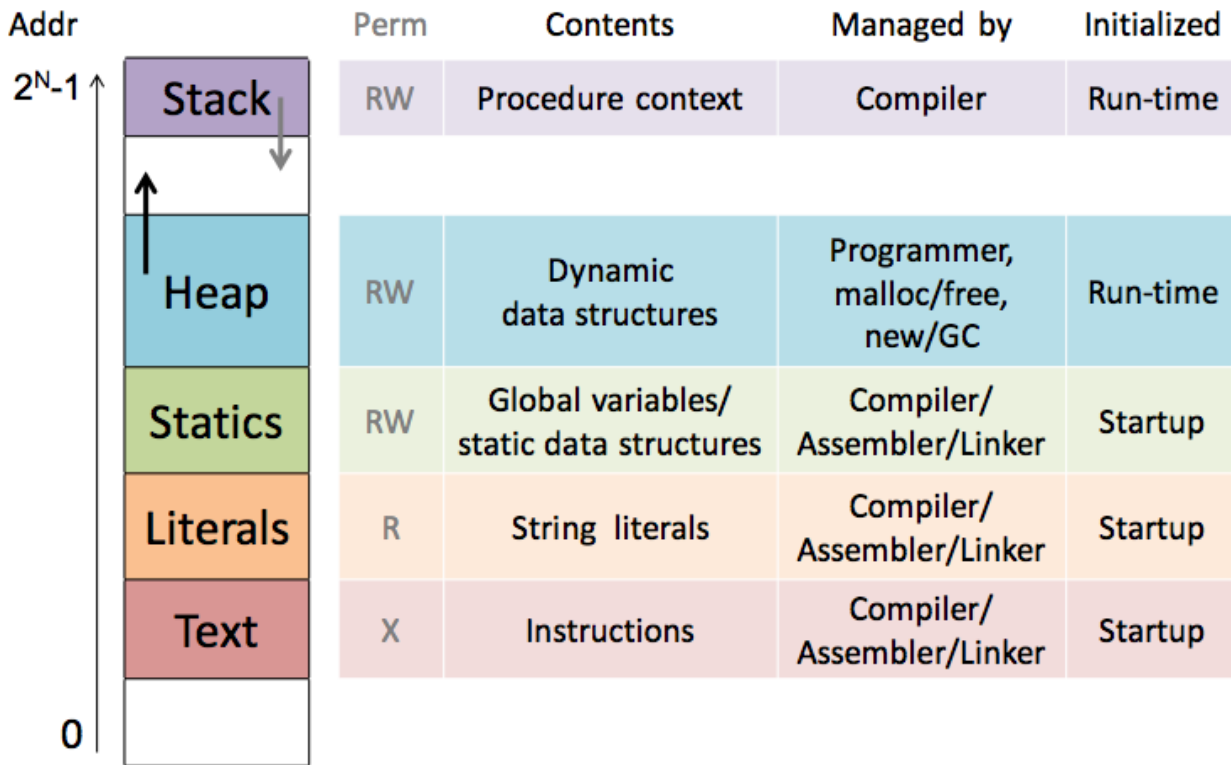 Addr Perm Contents Managed by Initialized
2^N-1
Stack RW Procedure context Compiler Run-time
Heap RW Dynamic
data structures Programmer,
malloc/free,
new/GC Run-time
Statics RW Global variables/
static data structures Compiler/
Assembler/Linker Startup
Literals R String literals Compiler/
Assembler/Linker Startup
Text X Instructions Compiler/
Assembler/Linker Startup
0